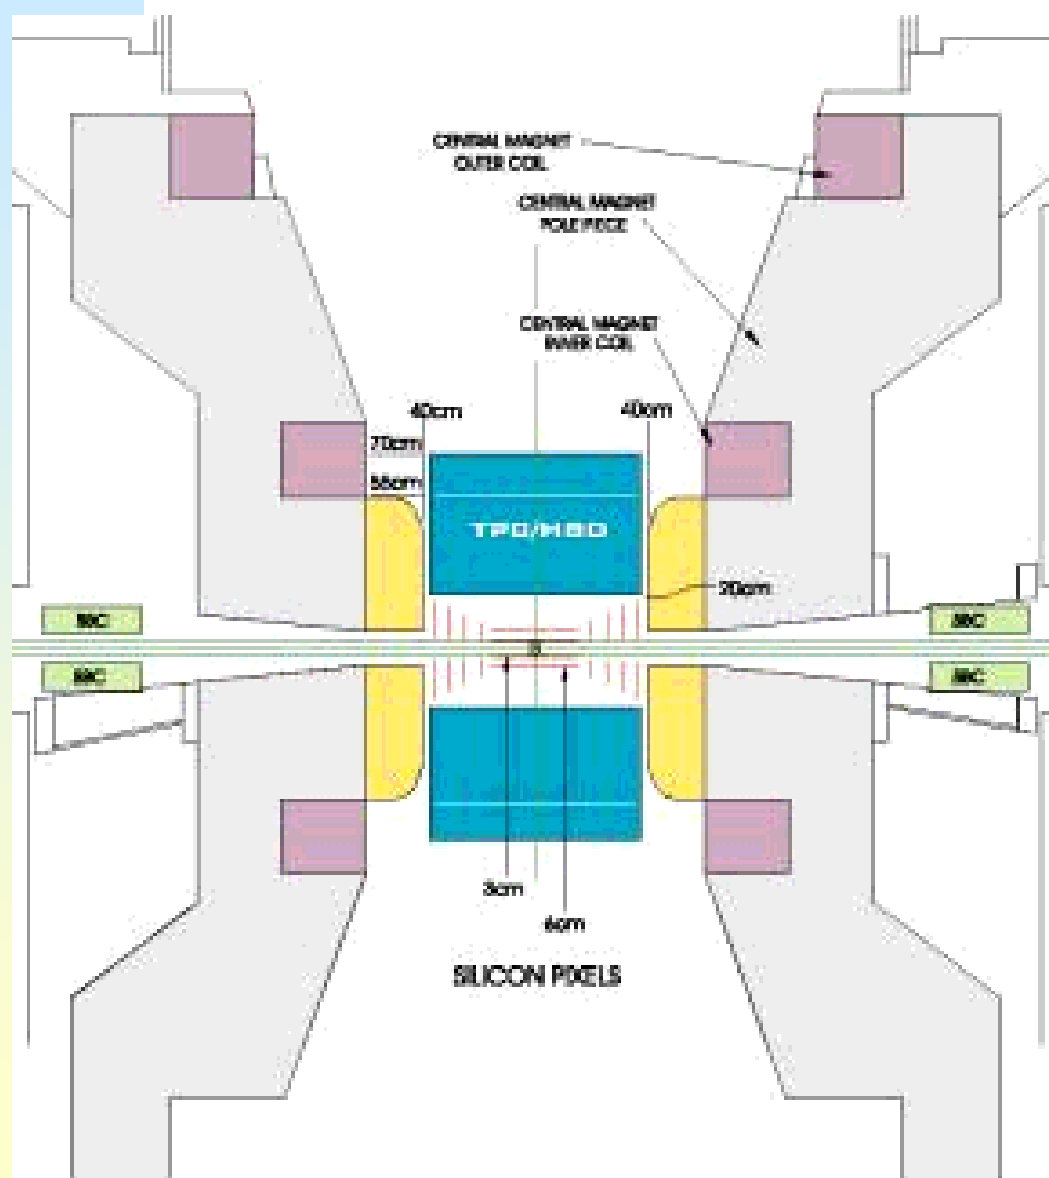 CENTRAL MAGNET
OUTER COIL
CENTRAL MAGNET
POLE PIECE
CENTRAL MAGNET
INNER COIL
40cm
40cm
70cm
55cm
TPC/HBD
20cm
BBC
BBC
BBC
BBC
3cm
6cm
SILICON PIXELS